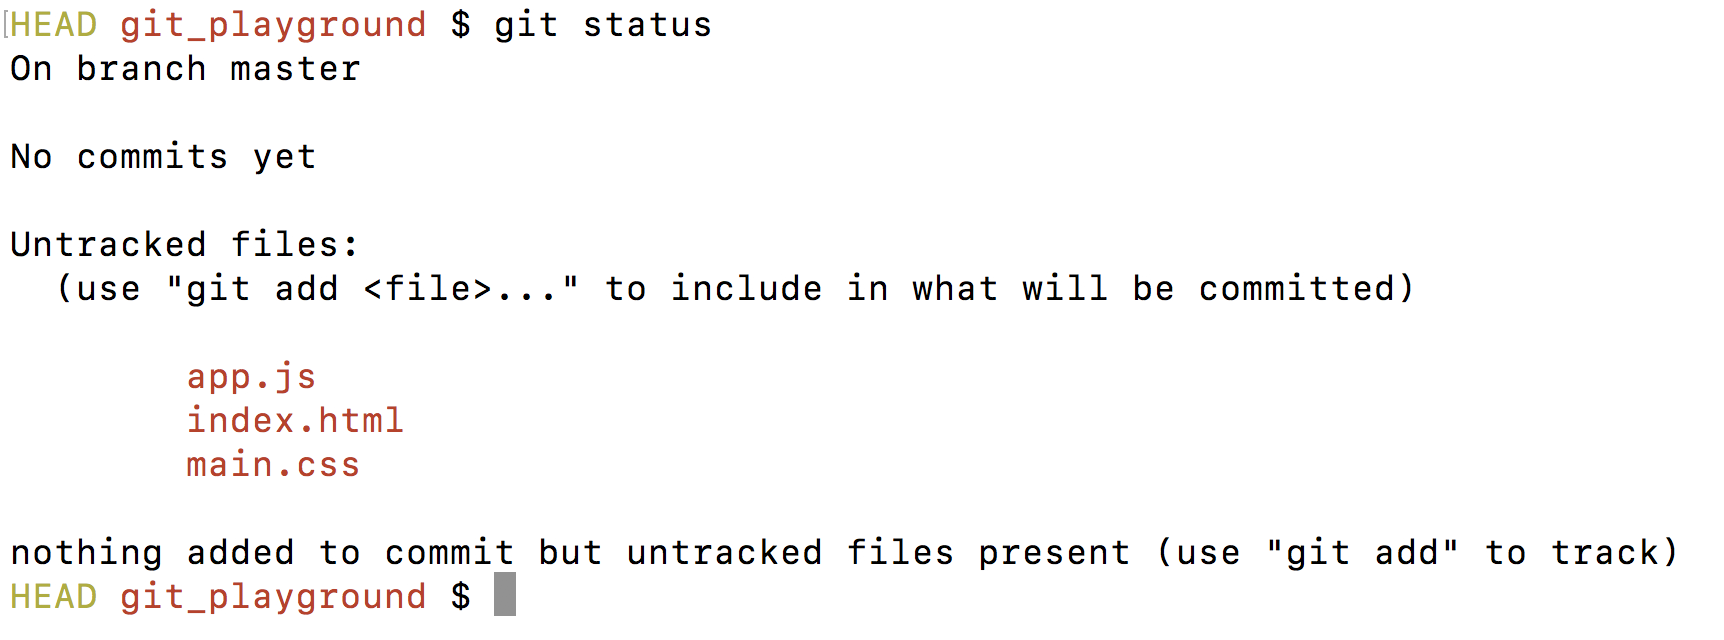 HEAD git_playground $ git status
On branch master
No commits yet
Untracked files:
(use "git add <file>..." to include in what will be committed)
app.js
index.html
main.css
nothing added to commit but untracked files present (use "git add" to track)
HEAD git_playground $